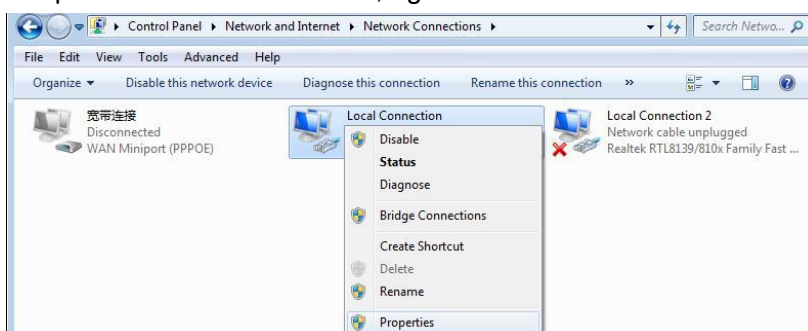 Control Panel ▸ Network and Internet ▸ Network Connections ▸
Search Netwo...
File Edit View Tools Advanced Help
Organize Disable this network device Diagnose this connection Rename this connection »
宽带连接
Disconnected
WAN Miniport (PPPOE)
Local Connection
Disable
Status
Diagnose
Bridge Connections
Create Shortcut
Delete
Rename
Properties
Local Connection 2
Network cable unplugged
Realtek RTL8139/810x Family Fast ...